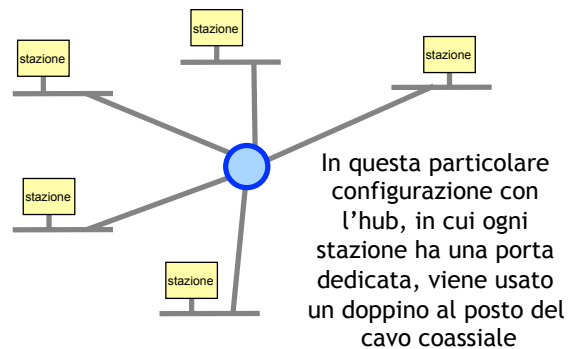 stazione
stazione
stazione
stazione
stazione
In questa particolare
configurazione con
l’hub, in cui ogni
stazione ha una porta
dedicata, viene usato
un doppino al posto del
cavo coassiale